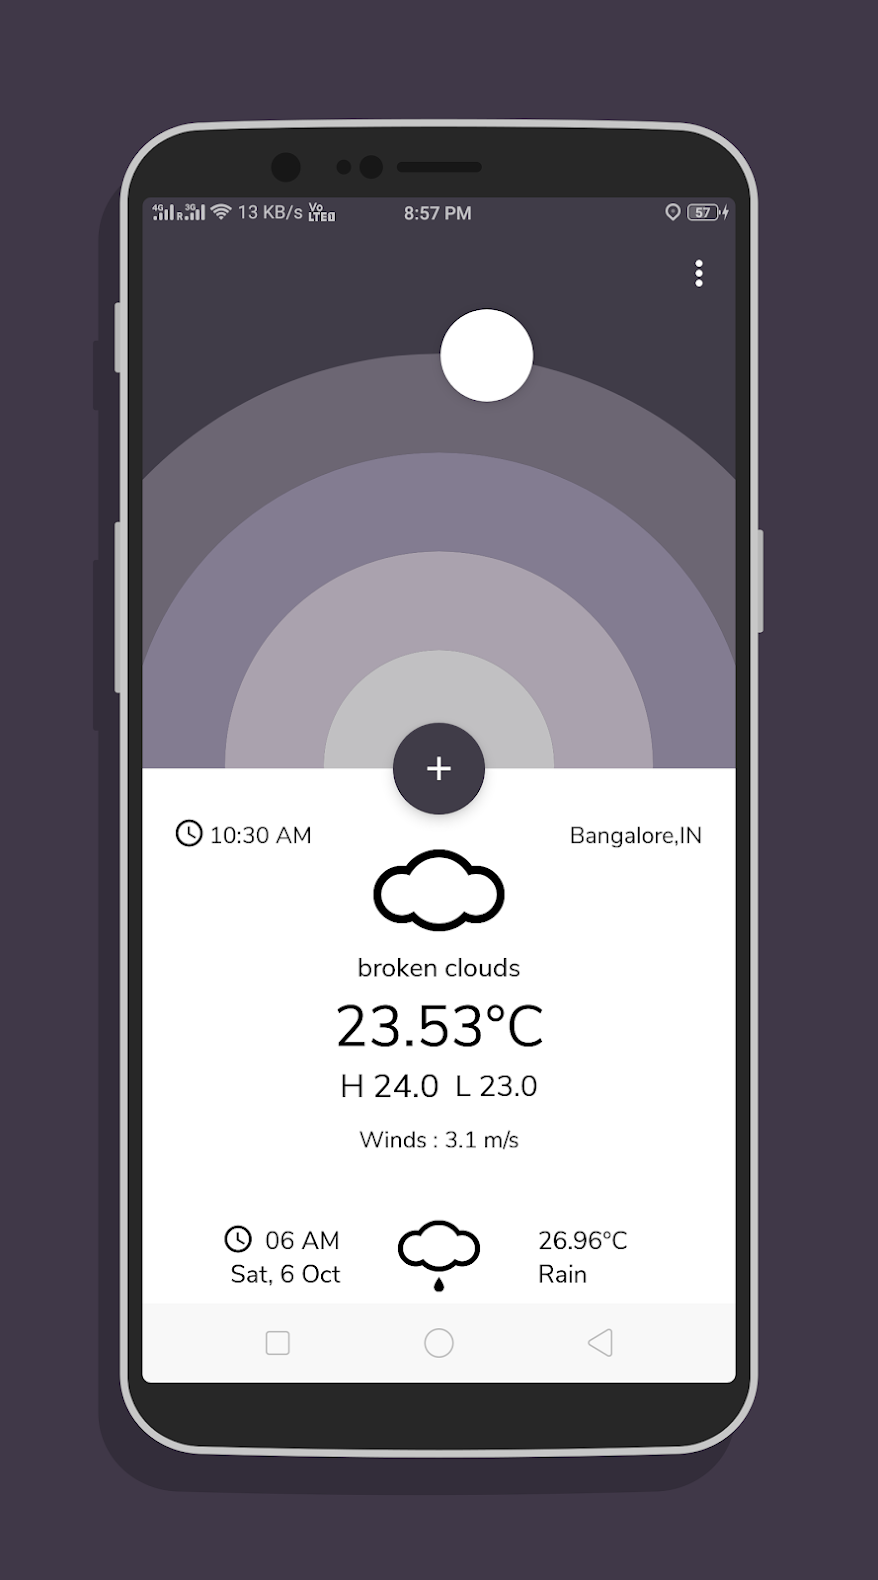 4G R 3G 13 KB/s Vo LTE 8:57 PM 57
10:30 AM Bangalore,IN
broken clouds
23.53°C
H 24.0 L 23.0
Winds : 3.1 m/s
06 AM 26.96°C
Sat, 6 Oct Rain